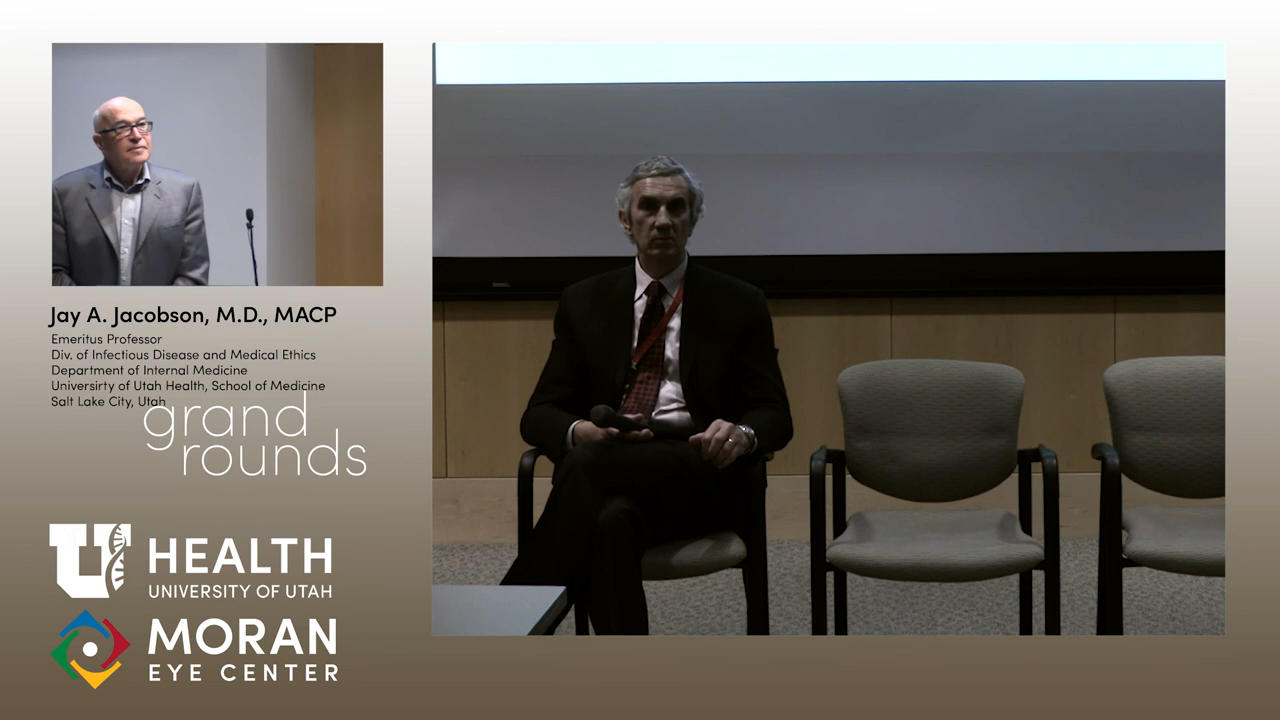 Jay A. Jacobson, M.D., MACP
Emeritus Professor
Div. of Infectious Disease and Medical Ethics
Department of Internal Medicine
Universirty of Utah Health, School of Medicine
Salt Lake City, Utah
grand
rounds
U HEALTH
UNIVERSITY OF UTAH
MORAN
EYE CENTER